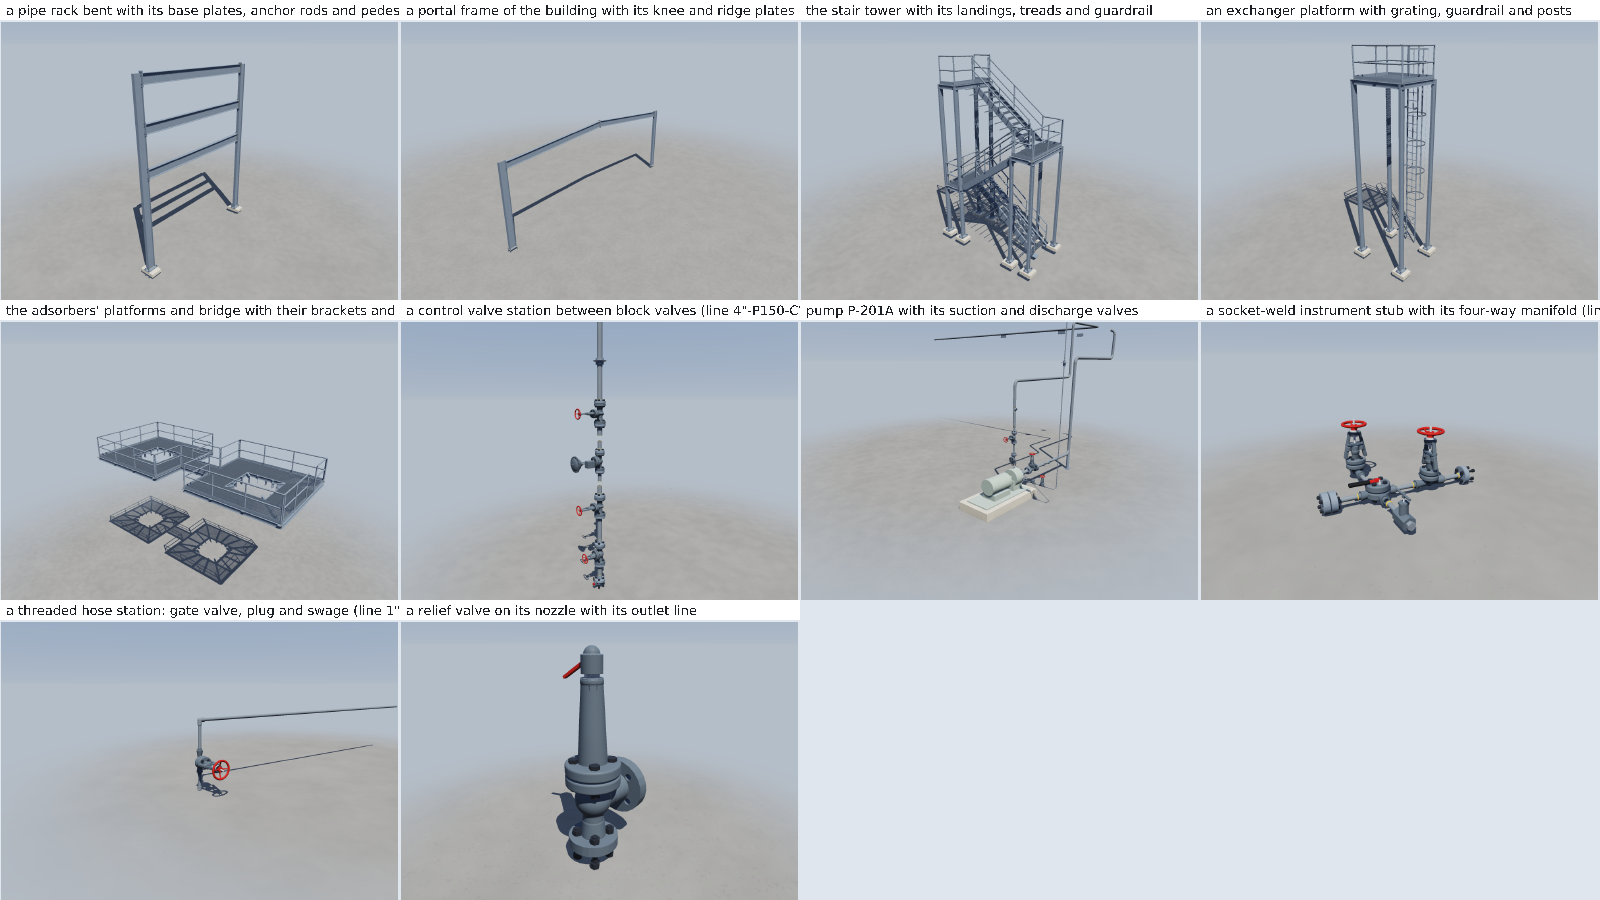 a pipe rack bent with its base plates, anchor rods and pedes
a portal frame of the building with its knee and ridge plates
the stair tower with its landings, treads and guardrail
an exchanger platform with grating, guardrail and posts
the adsorbers' platforms and bridge with their brackets and
a control valve station between block valves (line 4"-P150-C
pump P-201A with its suction and discharge valves
a socket-weld instrument stub with its four-way manifold (lin
a threaded hose station: gate valve, plug and swage (line 1"
a relief valve on its nozzle with its outlet line